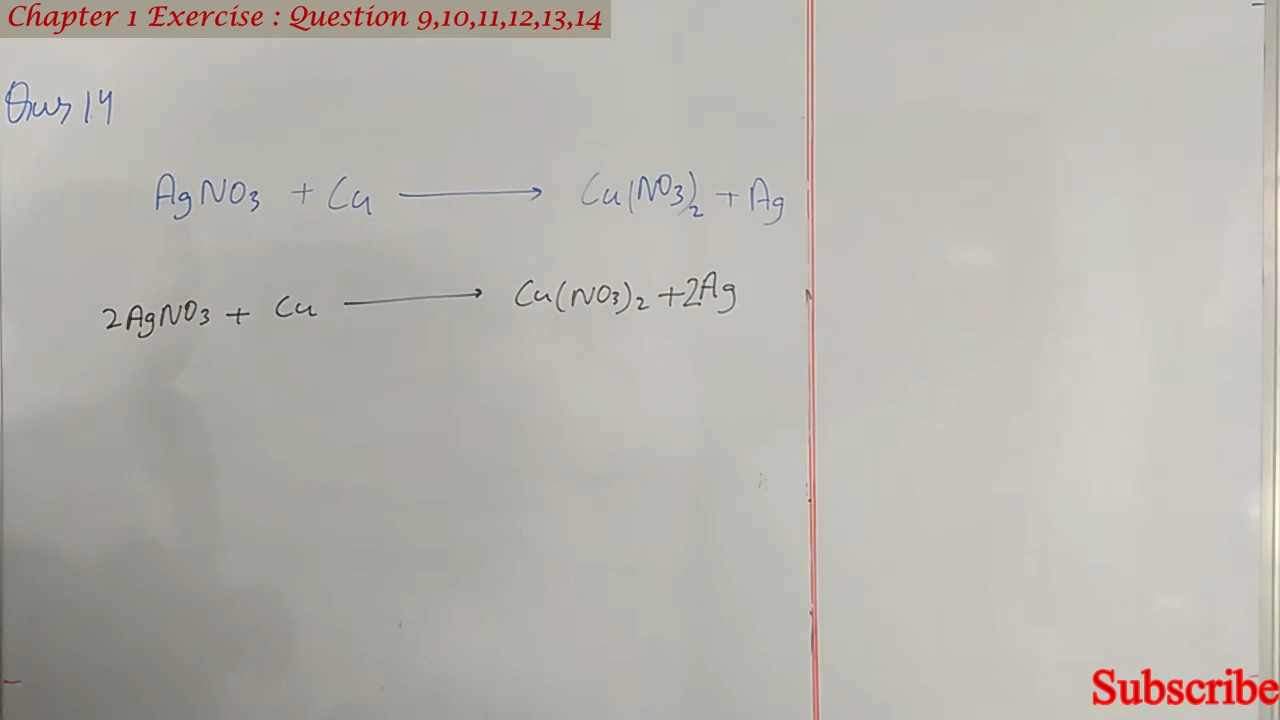 Chapter 1 Exercise : Question 9,10,11,12,13,14
Ques 14
AgNO3 + Cu ⟶ Cu(NO3)2 + Ag
2AgNO3 + Cu ⟶ Cu(NO3)2 +2Ag
Subscribe